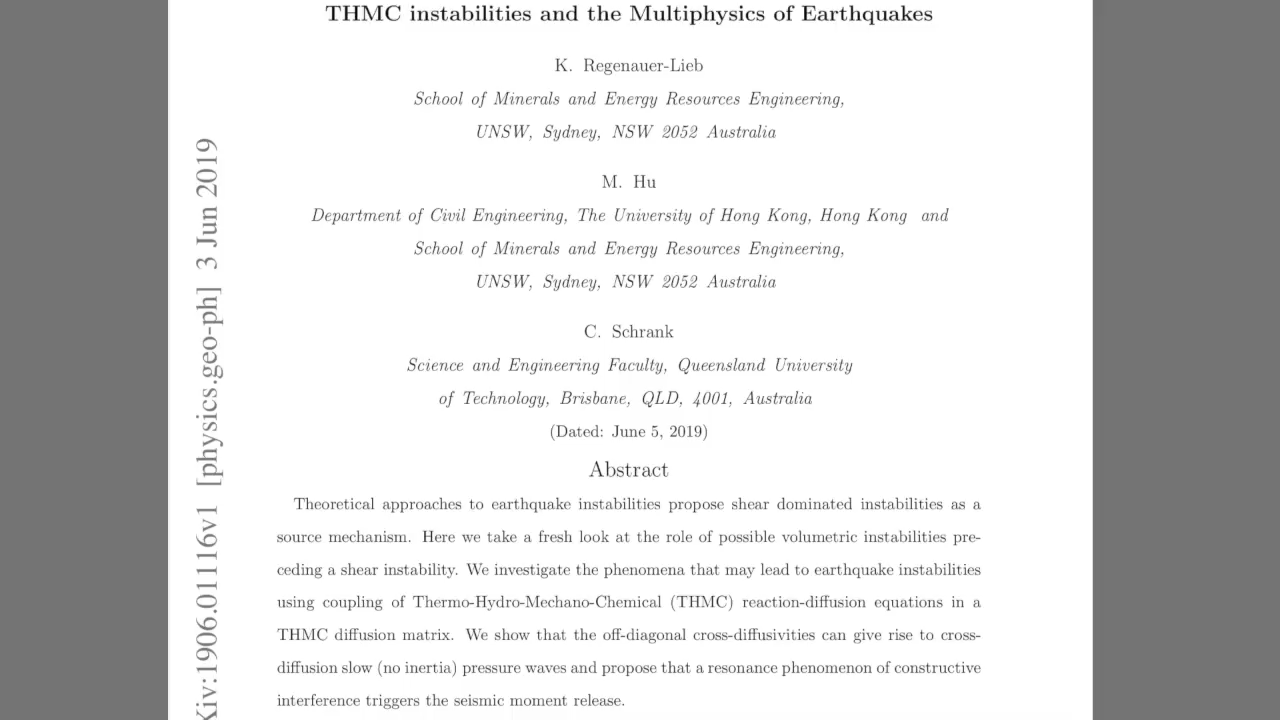 THMC instabilities and the Multiphysics of Earthquakes
K. Regenauer-Lieb
School of Minerals and Energy Resources Engineering,
UNSW, Sydney, NSW 2052 Australia
M. Hu
Department of Civil Engineering, The University of Hong Kong, Hong Kong and
School of Minerals and Energy Resources Engineering,
UNSW, Sydney, NSW 2052 Australia
C. Schrank
Science and Engineering Faculty, Queensland University
of Technology, Brisbane, QLD, 4001, Australia
(Dated: June 5, 2019)
Abstract
Theoretical approaches to earthquake instabilities propose shear dominated instabilities as a
source mechanism. Here we take a fresh look at the role of possible volumetric instabilities pre-
ceding a shear instability. We investigate the phenomena that may lead to earthquake instabilities
using coupling of Thermo-Hydro-Mechano-Chemical (THMC) reaction-diffusion equations in a
THMC diffusion matrix. We show that the off-diagonal cross-diffusivities can give rise to cross-
diffusion slow (no inertia) pressure waves and propose that a resonance phenomenon of constructive
interference triggers the seismic moment release.
Xiv:1906.01116v1 [physics.geo-ph] 3 Jun 2019